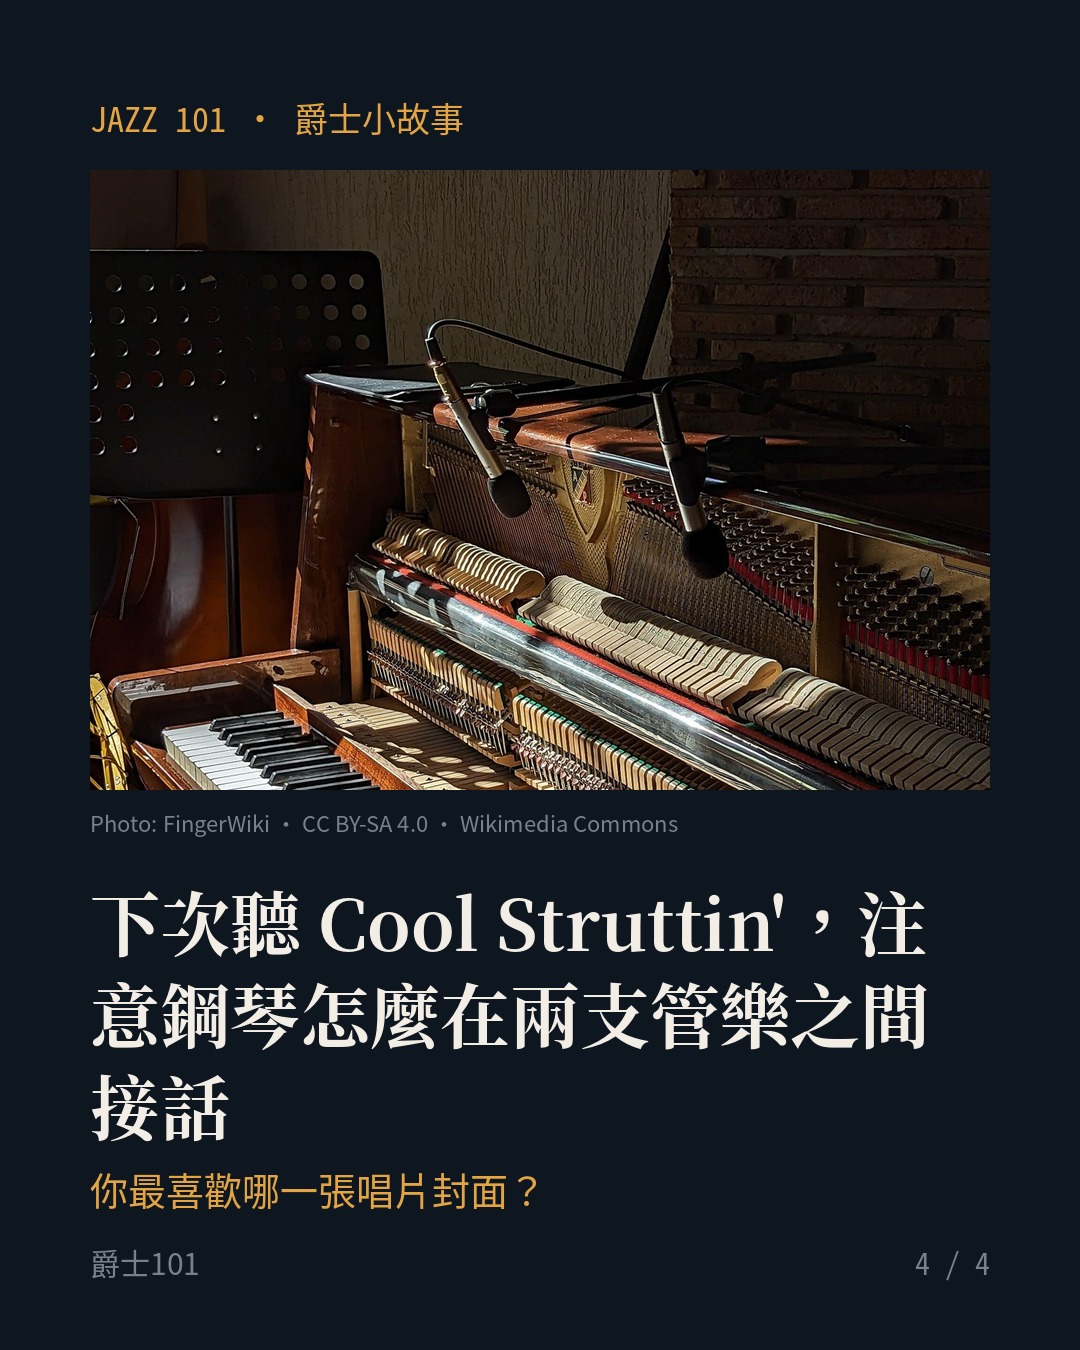 JAZZ 101 • 爵士小故事
Photo: FingerWiki • CC BY-SA 4.0 • Wikimedia Commons
下次聽 Cool Struttin'，注
意鋼琴怎麼在兩支管樂之間
接話
你最喜歡哪一張唱片封面？
爵士101
4 / 4